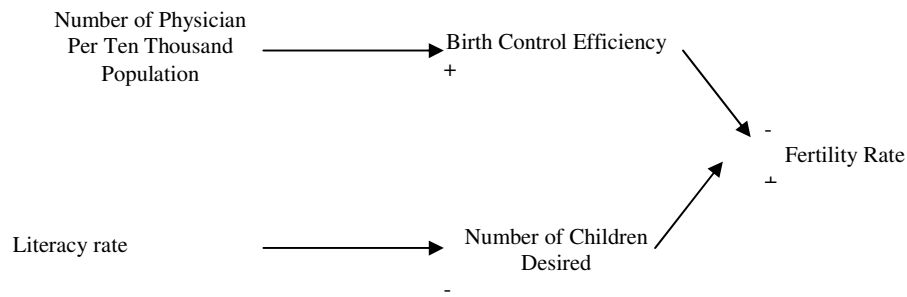 Number of Physician
Per Ten Thousand
Population
Birth Control Efficiency
+
-
Fertility Rate
+
Literacy rate
Number of Children
Desired
-